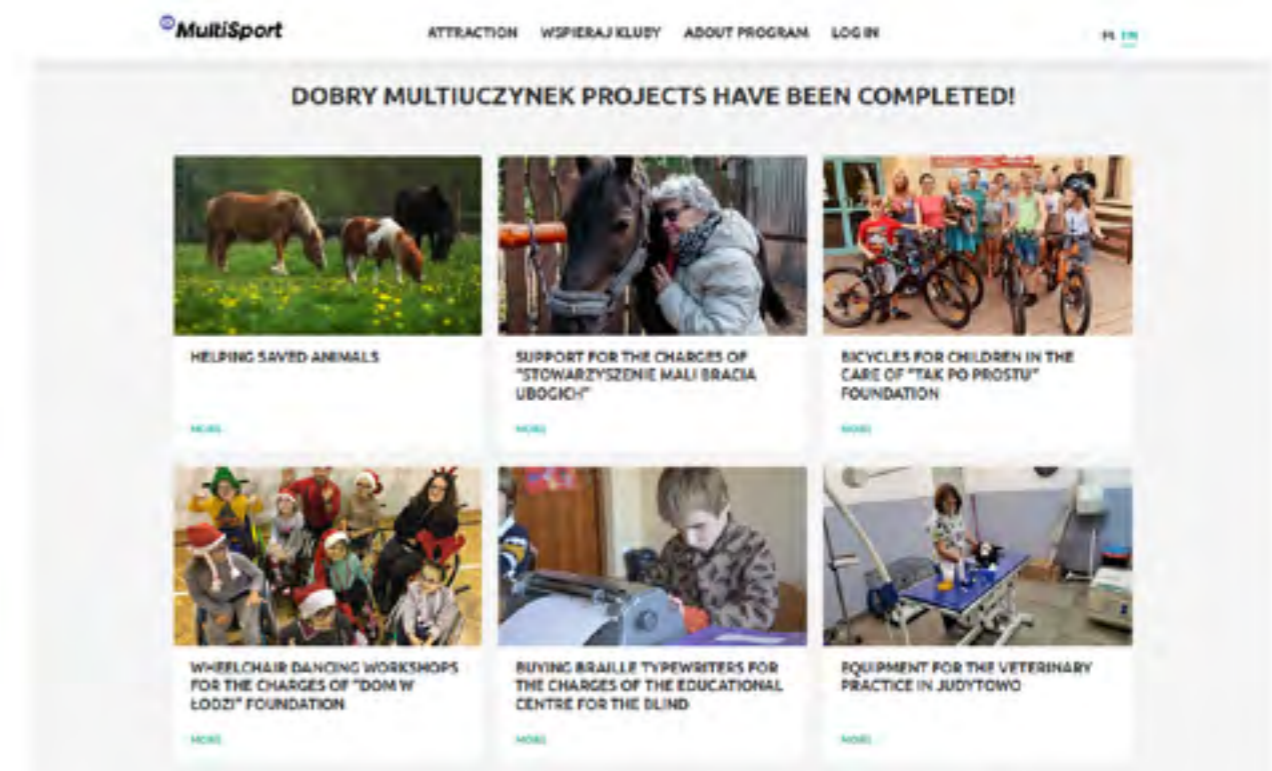 MultiSport
ATTRACTION WSPIERAJ KLUBY ABOUT PROGRAM LOG IN
PL EN
DOBRY MULTIUCZYNEK PROJECTS HAVE BEEN COMPLETED!
HELPING SAVED ANIMALS
MORE
SUPPORT FOR THE CHARGES OF
"STOWARZYSZENIE MALI BRACIA
UBOGICH"
MORE
BICYCLES FOR CHILDREN IN THE
CARE OF "TAK PO PROSTU"
FOUNDATION
MORE
WHEELCHAIR DANCING WORKSHOPS
FOR THE CHARGES OF "DOM W
ŁODZI" FOUNDATION
MORE
BUYING BRAILLE TYPEWRITERS FOR
THE CHARGES OF THE EDUCATIONAL
CENTRE FOR THE BLIND
MORE
EQUIPMENT FOR THE VETERINARY
PRACTICE IN JUDYTOWO
MORE